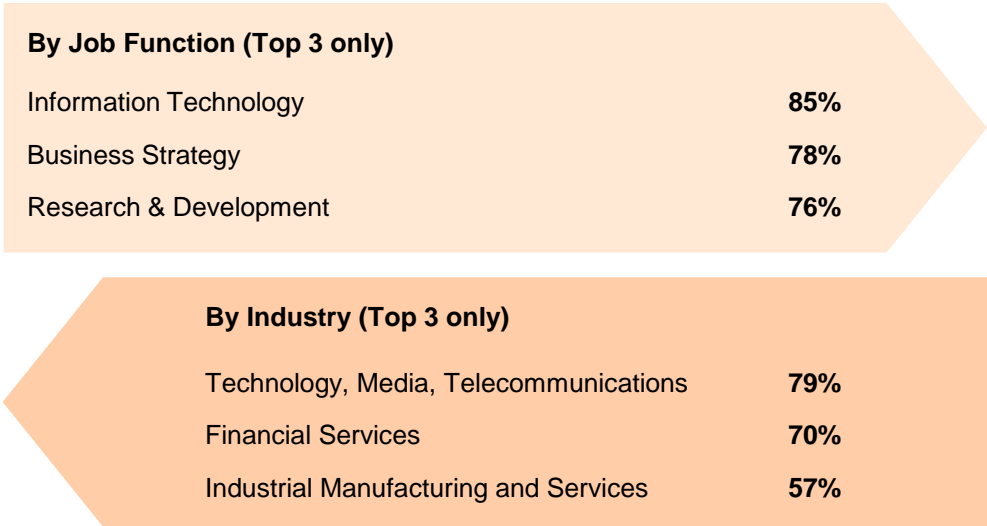 By Job Function (Top 3 only)
Information Technology 85%
Business Strategy 78%
Research & Development 76%
By Industry (Top 3 only)
Technology, Media, Telecommunications 79%
Financial Services 70%
Industrial Manufacturing and Services 57%